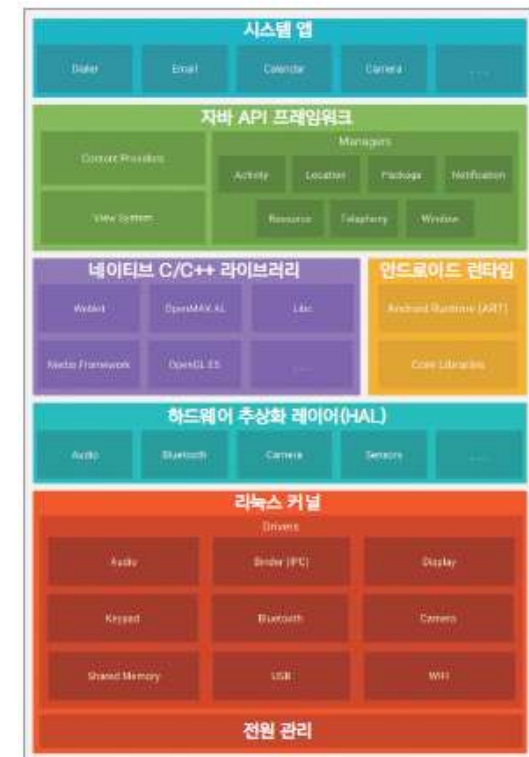 시스템 앱
Dialer Email Calendar Camera ...
자바 API 프레임워크
Content Providers
Managers
Activity Location Package Notification
View System
Resource Telephony Window
네이티브 C/C++ 라이브러리
Webkit OpenMAX AL Libc
Media Framework OpenGL ES ...
안드로이드 런타임
Android Runtime (ART)
Core Libraries
하드웨어 추상화 레이어(HAL)
Audio Bluetooth Camera Sensors ...
리눅스 커널
Drivers
Audio Binder (IPC) Display
Keypad Bluetooth Camera
Shared Memory USB WIFI
전원 관리